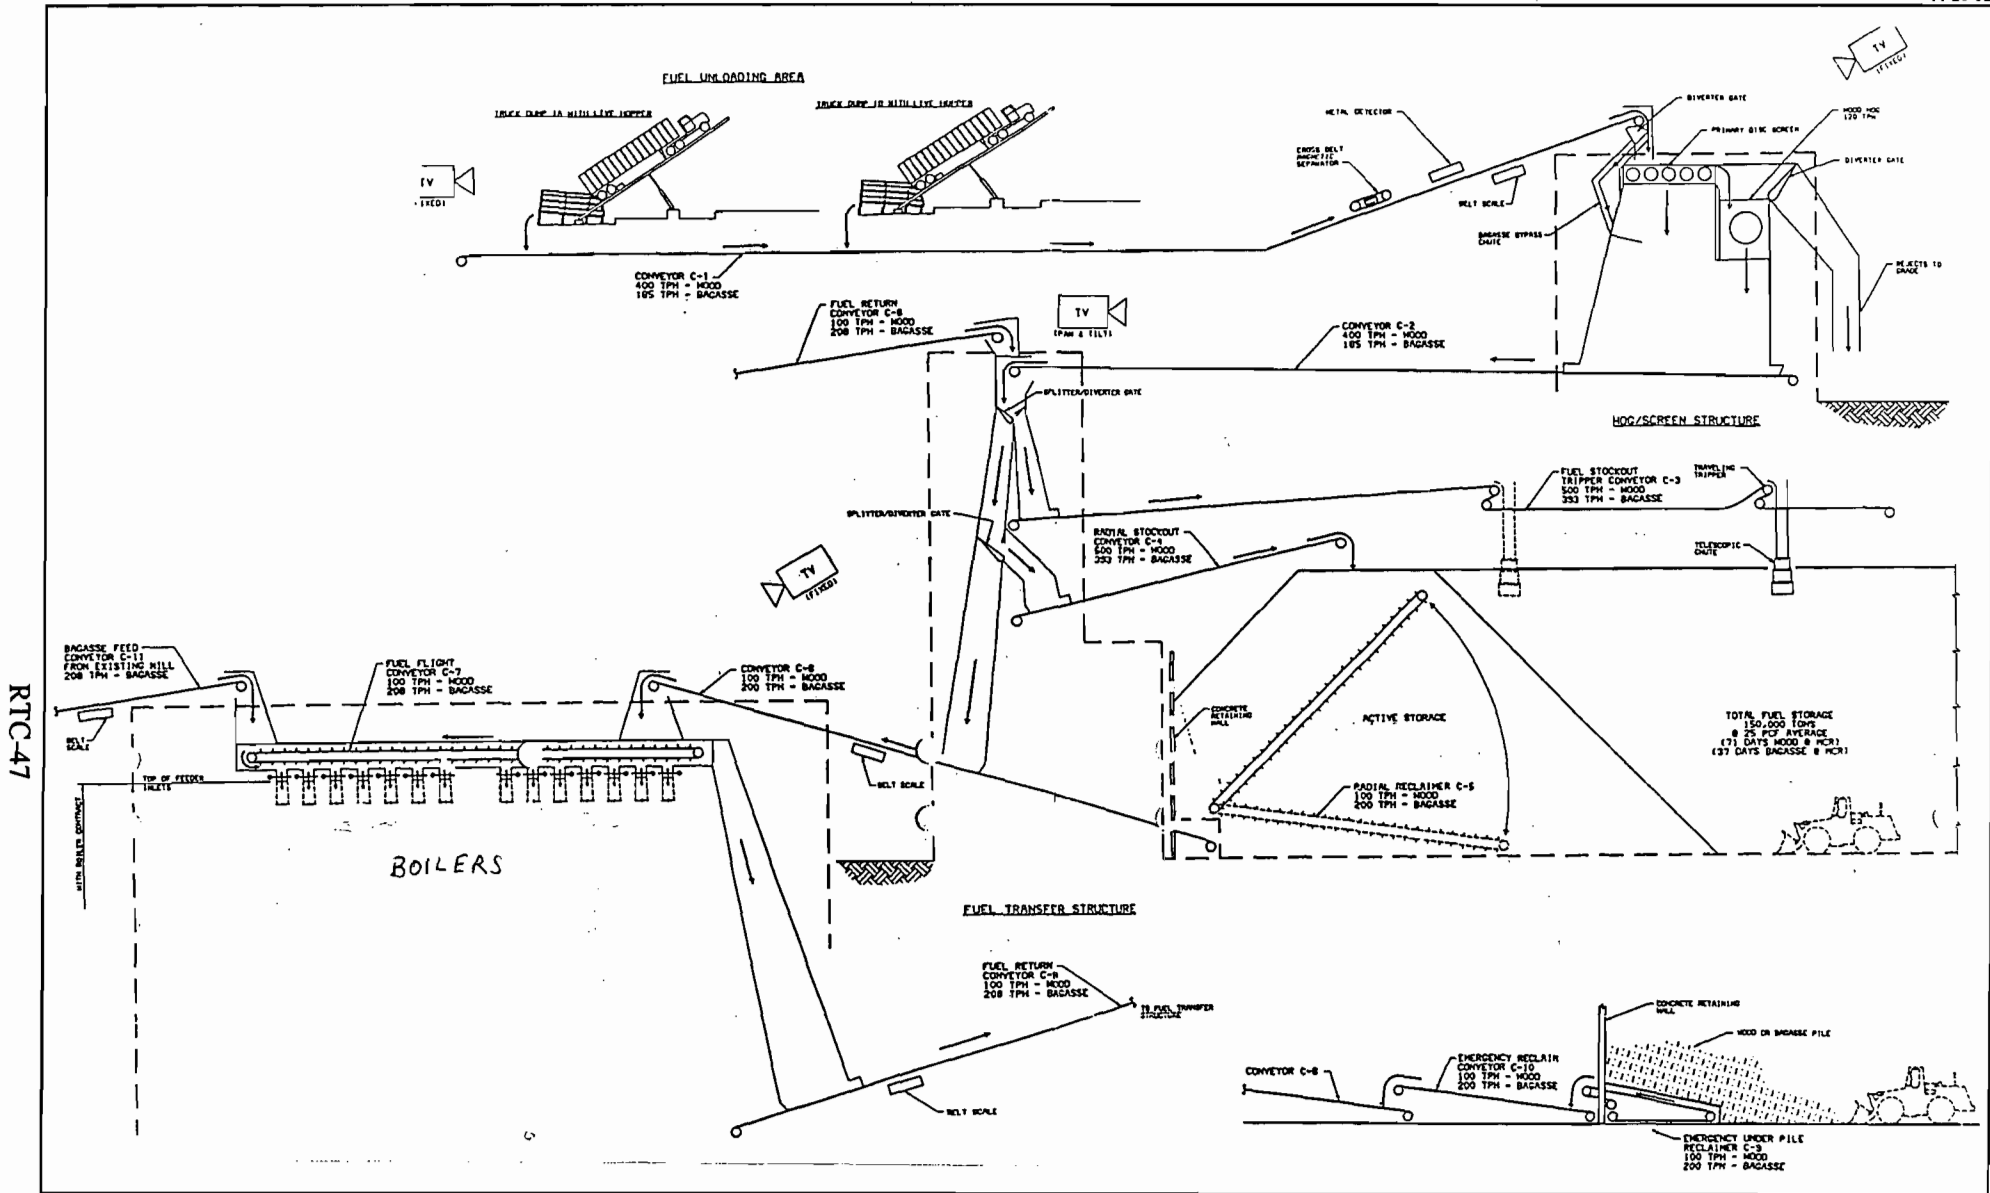 FUEL UNLOADING AREA
TRUCK DUMP 1A WITH LIVE HOPPER
TRUCK DUMP 1B WITH LIVE HOPPER
TV
(FIXED)
METAL DETECTOR
CROSS BELT
MAGNETIC
SEPARATOR
BELT SCALE
DIVERTER GATE
WOOD HOG
120 TPH
PRIMARY DISC SCREEN
DIVERTER GATE
BAGASSE BYPASS
CHUTE
REJECTS TO
GRADE
TV
CONVEYOR C-1
400 TPH - WOOD
185 TPH - BAGASSE
FUEL RETURN
CONVEYOR C-8
100 TPH - WOOD
208 TPH - BAGASSE
TV
(PAN & TILT)
CONVEYOR C-2
400 TPH - WOOD
185 TPH - BAGASSE
SPLITTER/DIVERTER GATE
HOG/SCREEN STRUCTURE
FUEL STOCKOUT
TRIPPER CONVEYOR C-3
500 TPH - WOOD
393 TPH - BAGASSE
TRAVELING
TRIPPER
SPLITTER/DIVERTER GATE
RADIAL STOCKOUT
CONVEYOR C-4
500 TPH - WOOD
393 TPH - BAGASSE
TELESCOPIC
CHUTE
TV
(FIXED)
BAGASSE FEED
CONVEYOR C-11
FROM EXISTING MILL
208 TPH - BAGASSE
FUEL FLIGHT
CONVEYOR C-7
100 TPH - WOOD
208 TPH - BAGASSE
CONVEYOR C-6
100 TPH - WOOD
200 TPH - BAGASSE
CONCRETE
RETAINING
WALL
ACTIVE STORAGE
TOTAL FUEL STORAGE
150,000 TONS
@ 25 PCF AVERAGE
(71 DAYS WOOD @ MCR)
(37 DAYS BAGASSE @ MCR)
BELT
SCALE
TOP OF FEEDER
INLETS
BELT SCALE
RADIAL RECLAIMER C-5
100 TPH - WOOD
200 TPH - BAGASSE
WITH BOILER CONTRACT
BOILERS
FUEL TRANSFER STRUCTURE
FUEL RETURN
CONVEYOR C-8
100 TPH - WOOD
208 TPH - BAGASSE
TO FUEL TRANSFER
STRUCTURE
BELT SCALE
CONCRETE RETAINING
WALL
WOOD OR BAGASSE PILE
CONVEYOR C-6
EMERGENCY RECLAIM
CONVEYOR C-10
100 TPH - WOOD
200 TPH - BAGASSE
EMERGENCY UNDER PILE
RECLAIMER C-9
100 TPH - WOOD
200 TPH - BAGASSE
RTC-47